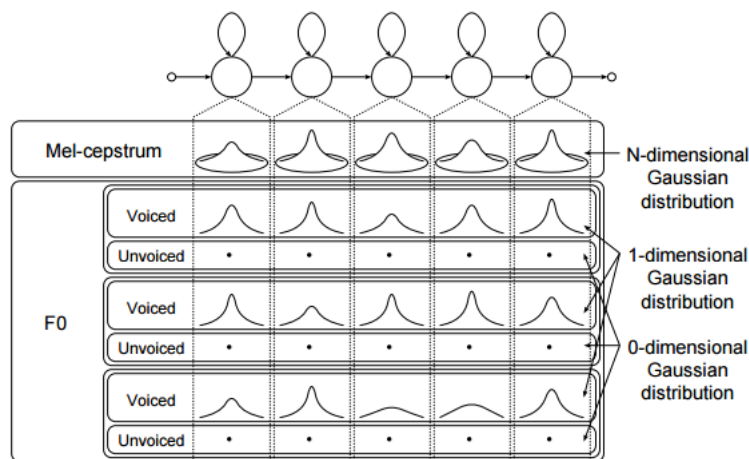 Mel-cepstrum
N-dimensional
Gaussian
distribution
F0
Voiced
Unvoiced
Voiced
Unvoiced
Voiced
Unvoiced
1-dimensional
Gaussian
distribution
0-dimensional
Gaussian
distribution